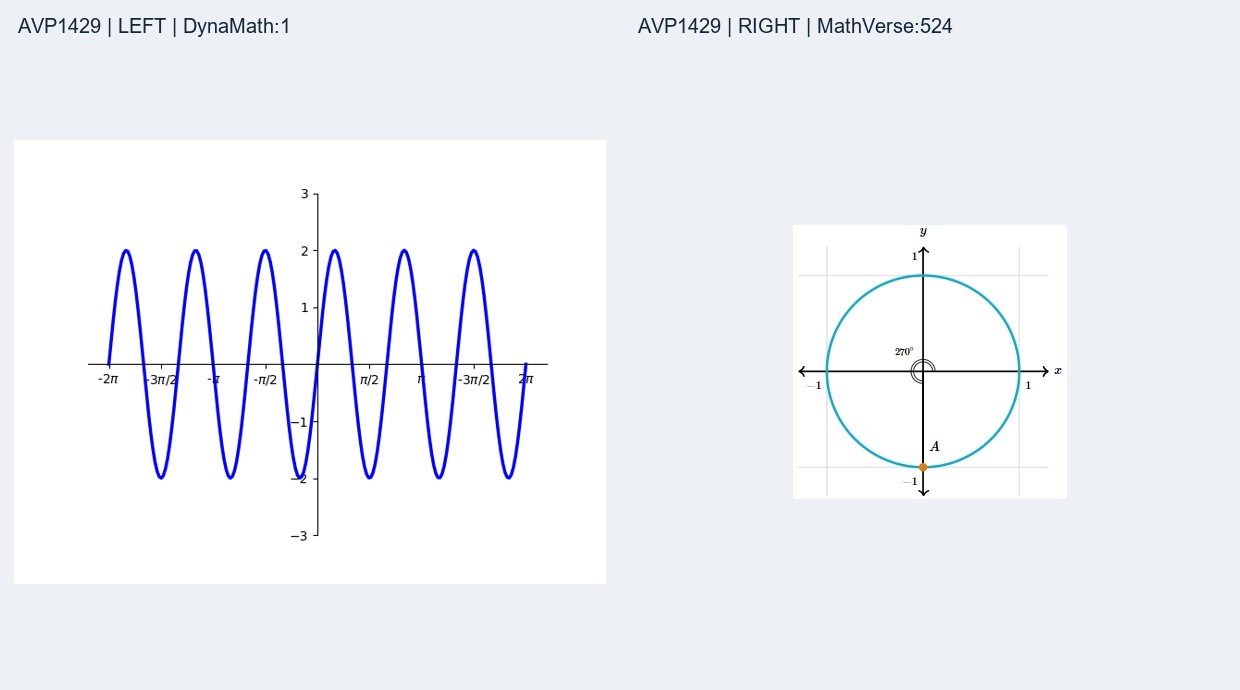 AVP1429 | LEFT | DynaMath:1
AVP1429 | RIGHT | MathVerse:524
3
2
1
-2π
-3π/2
-π
-π/2
π/2
π
-3π/2
2π
−1
−2
−3
y
1
270°
x
−1
1
A
−1